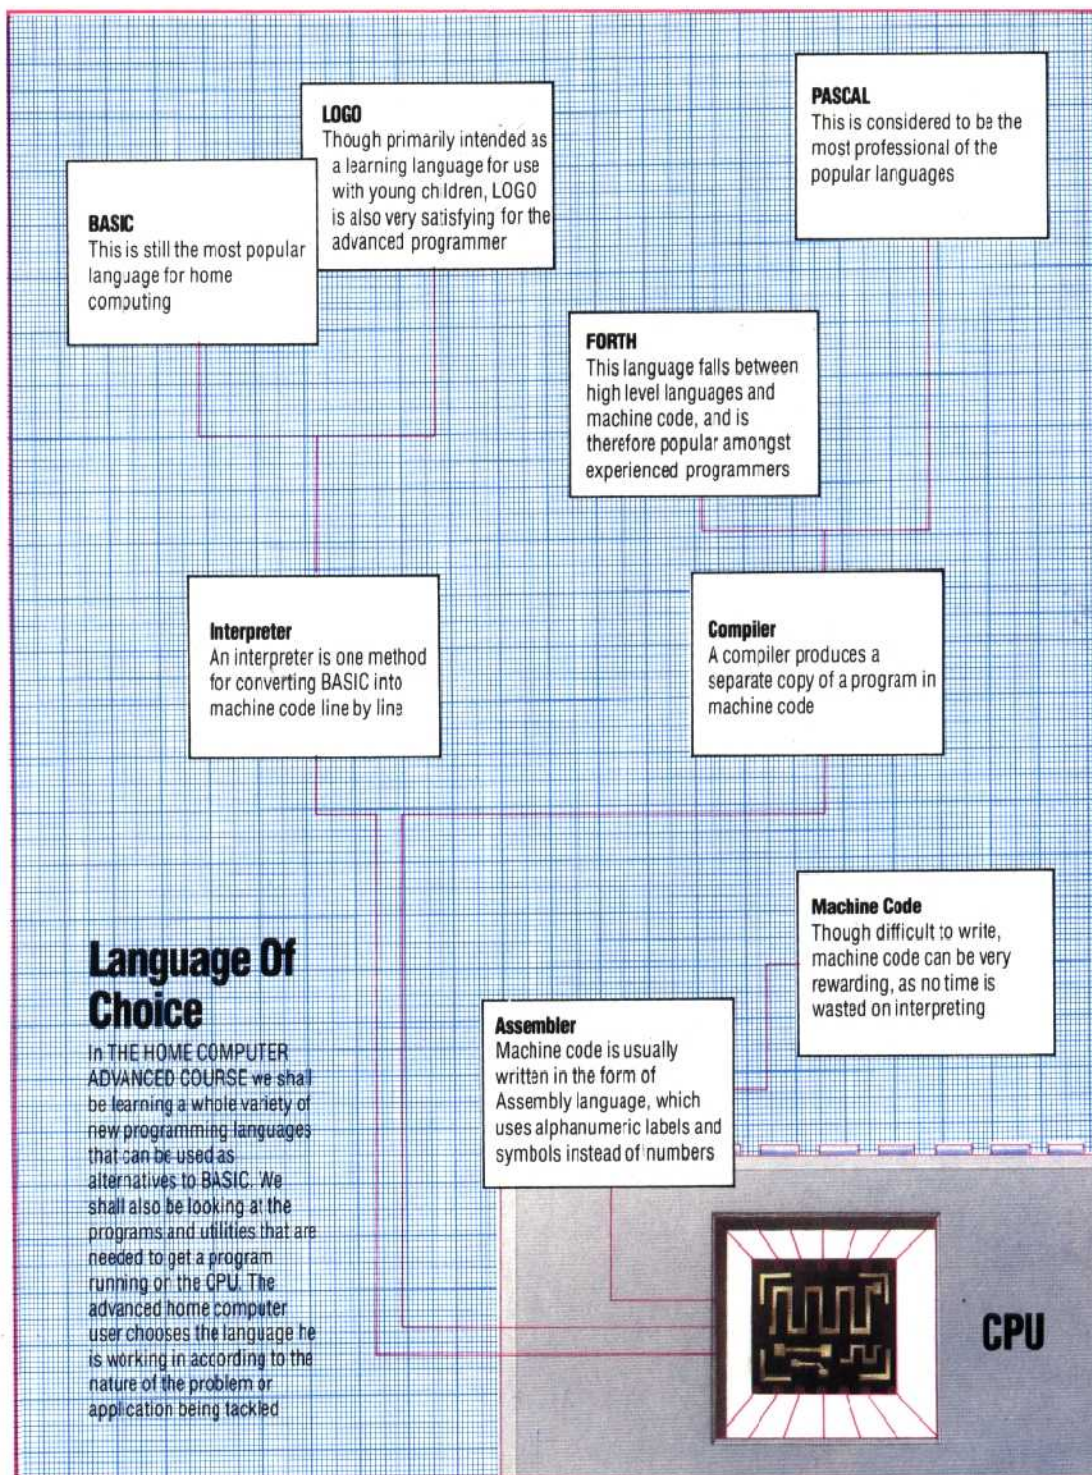 LOGO
Though primarily intended as
a learning language for use
with young children, LOGO
is also very satisfying for the
advanced programmer
PASCAL
This is considered to be the
most professional of the
popular languages
BASIC
This is still the most popular
language for home
computing
FORTH
This language falls between
high level languages and
machine code, and is
therefore popular amongst
experienced programmers
Interpreter
An interpreter is one method
for converting BASIC into
machine code line by line
Compiler
A compiler produces a
separate copy of a program in
machine code
Machine Code
Though difficult to write,
machine code can be very
rewarding, as no time is
wasted on interpreting
Assembler
Machine code is usually
written in the form of
Assembly language, which
uses alphanumeric labels and
symbols instead of numbers
Language Of
Choice
In THE HOME COMPUTER
ADVANCED COURSE we shall
be learning a whole variety of
new programming languages
that can be used as
alternatives to BASIC. We
shall also be looking at the
programs and utilities that are
needed to get a program
running on the CPU. The
advanced home computer
user chooses the language he
is working in according to the
nature of the problem or
application being tackled
CPU